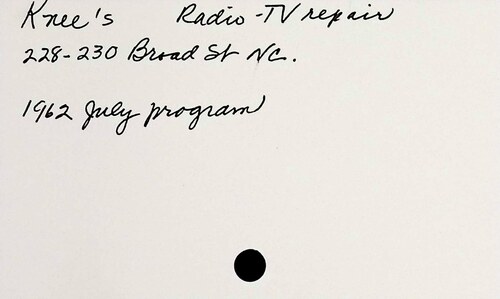 Knee's Radio-TV repair
228-230 Broad St NC.
1962 July program